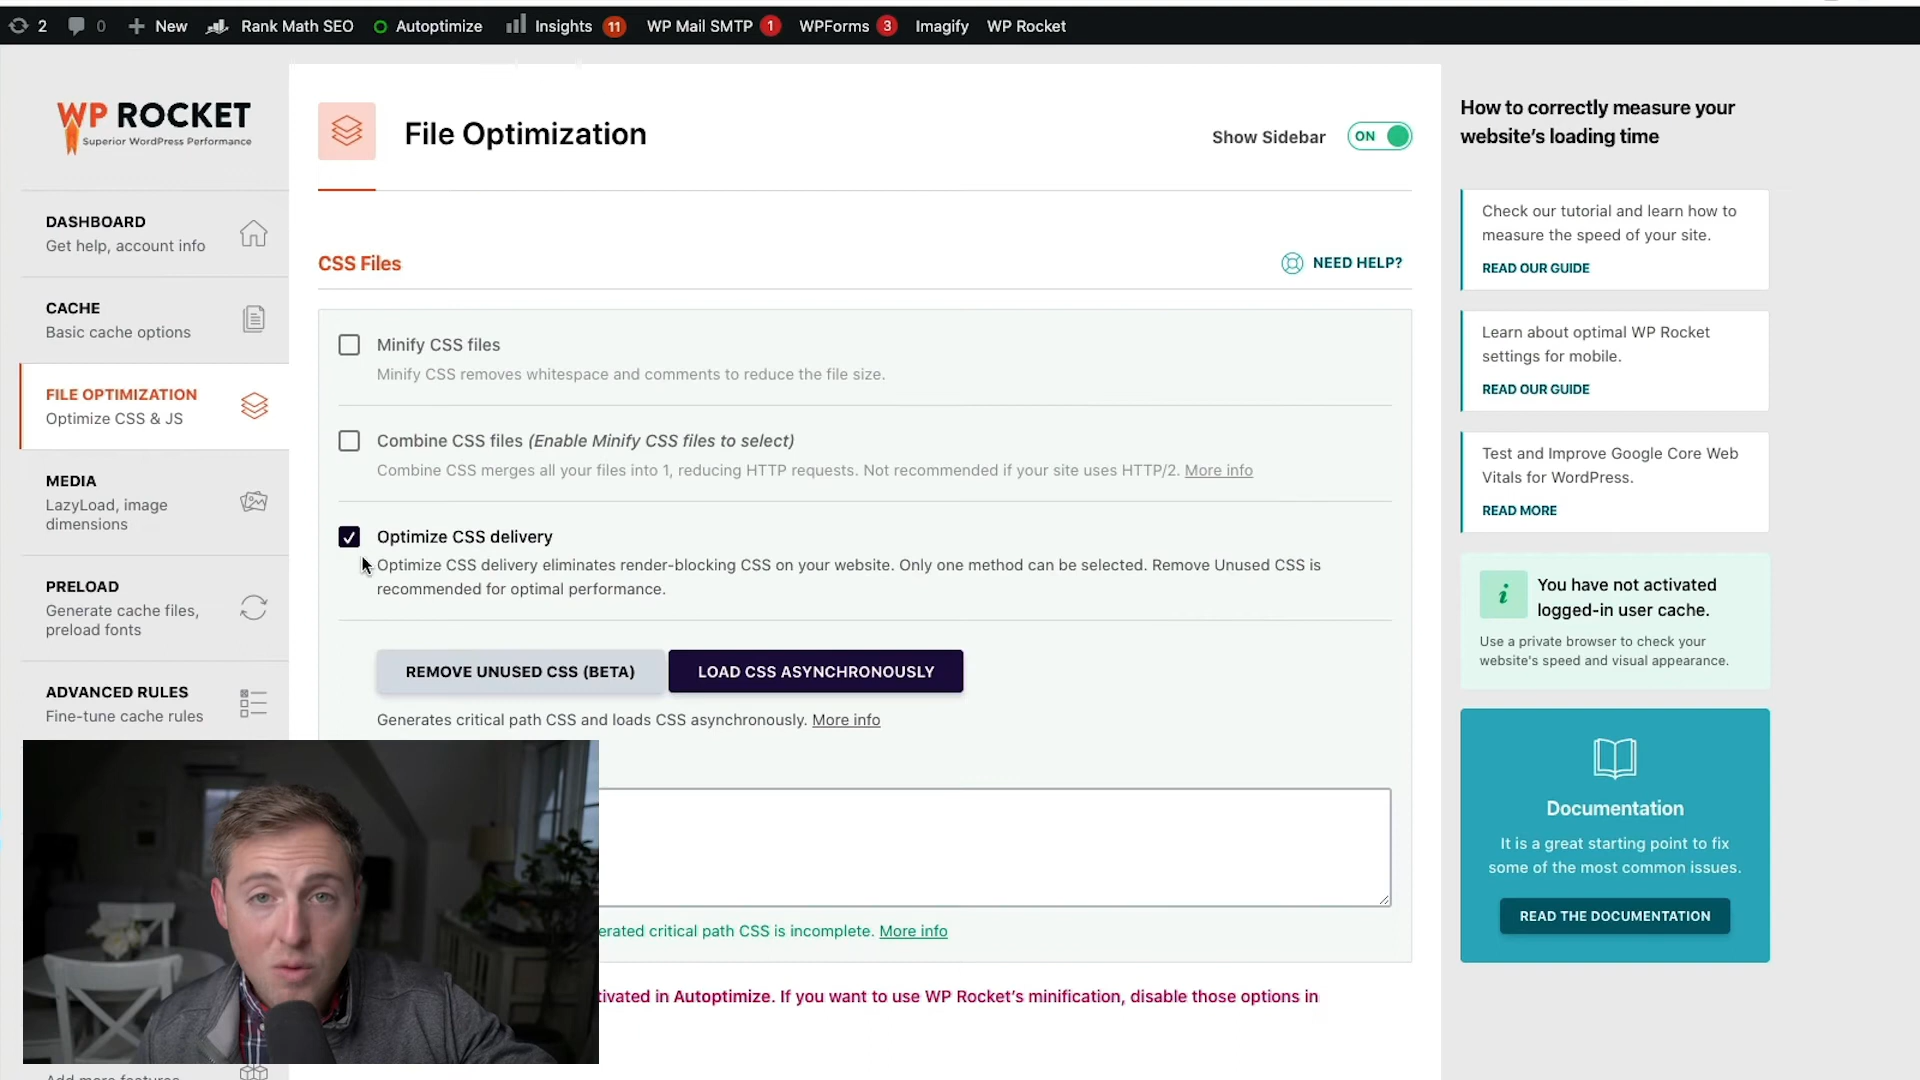 2
0
New
Rank Math SEO
Autoptimize
Insights
11
WP Mail SMTP
1
WPForms
3
Imagify
WP Rocket
WP ROCKET
Superior WordPress Performance
DASHBOARD
Get help, account info
CACHE
Basic cache options
FILE OPTIMIZATION
Optimize CSS & JS
MEDIA
LazyLoad, image
dimensions
PRELOAD
Generate cache files,
preload fonts
ADVANCED RULES
Fine-tune cache rules
Add more features
File Optimization
Show Sidebar
ON
CSS Files
NEED HELP?
Minify CSS files
Minify CSS removes whitespace and comments to reduce the file size.
Combine CSS files (Enable Minify CSS files to select)
Combine CSS merges all your files into 1, reducing HTTP requests. Not recommended if your site uses HTTP/2. More info
Optimize CSS delivery
Optimize CSS delivery eliminates render-blocking CSS on your website. Only one method can be selected. Remove Unused CSS is
recommended for optimal performance.
REMOVE UNUSED CSS (BETA)
LOAD CSS ASYNCHRONOUSLY
Generates critical path CSS and loads CSS asynchronously. More info
erated critical path CSS is incomplete. More info
tivated in Autoptimize. If you want to use WP Rocket's minification, disable those options in
How to correctly measure your
website's loading time
Check our tutorial and learn how to
measure the speed of your site.
READ OUR GUIDE
Learn about optimal WP Rocket
settings for mobile.
READ OUR GUIDE
Test and Improve Google Core Web
Vitals for WordPress.
READ MORE
i
You have not activated
logged-in user cache.
Use a private browser to check your
website's speed and visual appearance.
Documentation
It is a great starting point to fix
some of the most common issues.
READ THE DOCUMENTATION